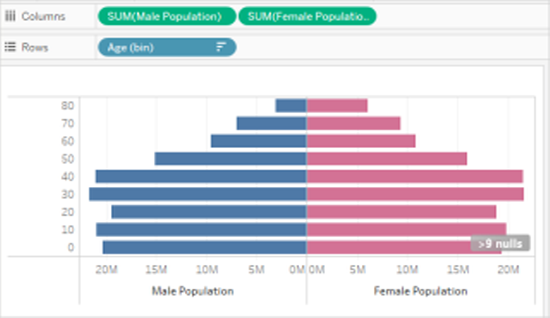 Columns SUM(Male Population) SUM(Female Populatio..
Rows Age (bin)
80
70
60
50
40
30
20
10
0
>9 nulls
20M 15M 10M 5M 0M 0M 5M 10M 15M 20M
Male Population Female Population